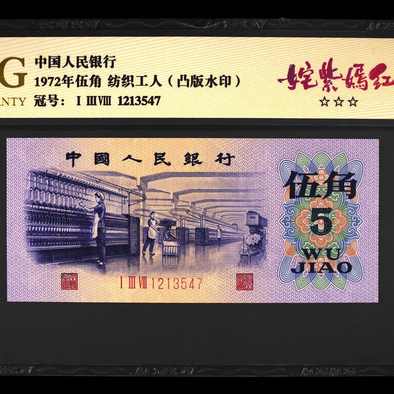 G
NTY
中国人民银行
1972年伍角 纺织工人（凸版水印）
冠号： I III VIII 1213547
姹紫嫣红
☆☆☆
中國人民銀行
伍角
5
WU
JIAO
I III VIII 1213547